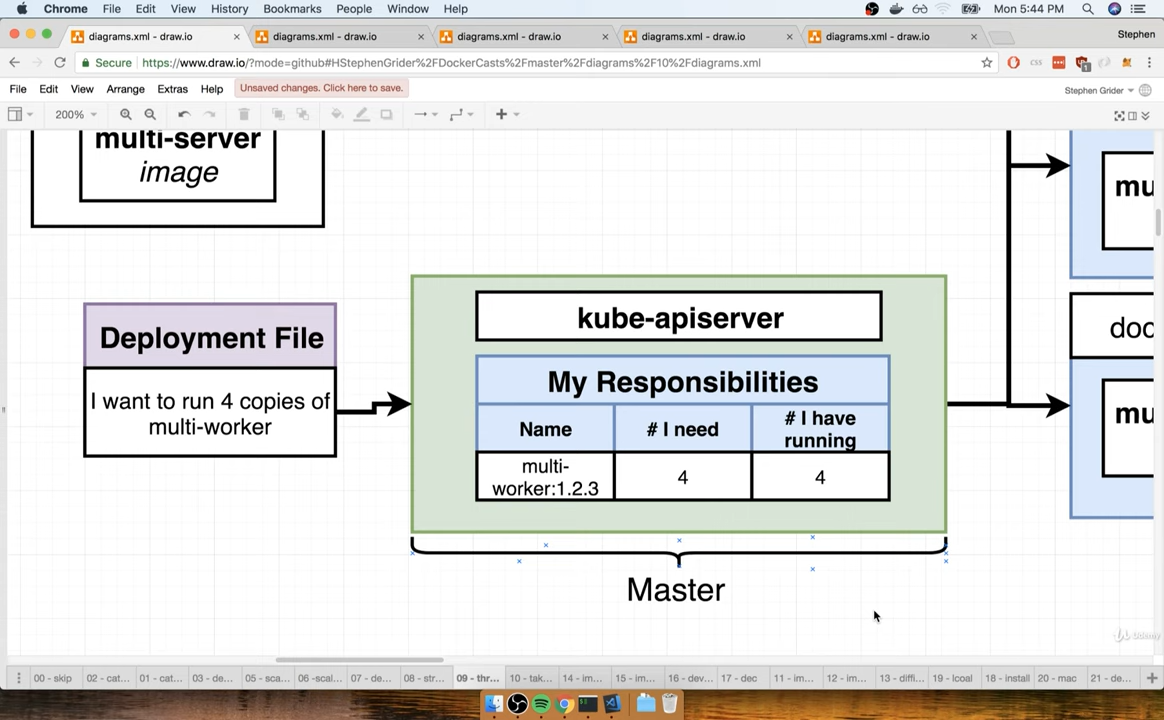 Chrome File Edit View History Bookmarks People Window Help Mon 5:44 PM
diagrams.xml - draw.io diagrams.xml - draw.io diagrams.xml - draw.io diagrams.xml - draw.io diagrams.xml - draw.io Stephen
Secure https://www.draw.io/?mode=github#HStephenGrider%2FDockerCasts%2Fmaster%2Fdiagrams%2F10%2Fdiagrams.xml
File Edit View Arrange Extras Help Unsaved changes. Click here to save. Stephen Grider
200%
multi-server
image
mu
kube-apiserver
Deployment File
doc
My Responsibilities
I want to run 4 copies of
multi-worker
mu
Name # I need # I have
running
multi-
worker:1.2.3 4 4
Master
Udemy
00 - skip 02 - cat... 01 - cat... 03 - de... 05 - sca... 06 -scal... 07 - de... 08 - str... 09 - thr... 10 - tak... 14 - im... 15 - im... 16 - dev... 17 - dec 11 - im... 12 - im... 13 - diffi... 19 - lcoal 18 - install 20 - mac 21 - de...